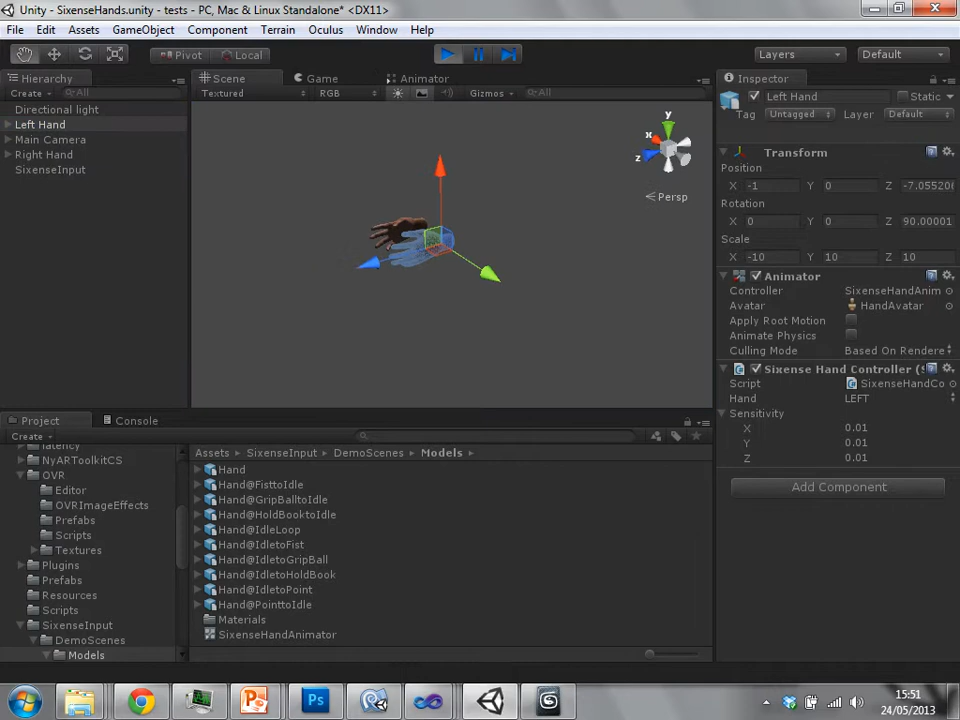 Unity - SixenseHands.unity - tests - PC, Mac & Linux Standalone* <DX11>
File Edit Assets GameObject Component Terrain Oculus Window Help
Pivot Local Layers Default
Hierarchy
Create All
Directional light
Left Hand
Main Camera
Right Hand
SixenseInput
Scene Game Animator
Textured RGB Gizmos All
y
x
z
Persp
Inspector
Left Hand Static
Tag Untagged Layer Default
Transform
Position
X -1 Y 0 Z -7.05520
Rotation
X 0 Y 0 Z 90.00001
Scale
X -10 Y 10 Z 10
Animator
Controller SixenseHandAnim
Avatar HandAvatar
Apply Root Motion
Animate Physics
Culling Mode Based On Rendere
Sixense Hand Controller (S
Script SixenseHandCo
Hand LEFT
Sensitivity
X 0.01
Y 0.01
Z 0.01
Add Component
Project Console
Create
latency
NyARToolkitCS
OVR
Editor
OVRImageEffects
Prefabs
Scripts
Textures
Plugins
Prefabs
Resources
Scripts
SixenseInput
DemoScenes
Models
Assets SixenseInput DemoScenes Models
Hand
Hand@FisttoIdle
Hand@GripBalltoIdle
Hand@HoldBooktoIdle
Hand@IdleLoop
Hand@IdletoFist
Hand@IdletoGripBall
Hand@IdletoHoldBook
Hand@IdletoPoint
Hand@PointtoIdle
Materials
SixenseHandAnimator
Ps
15:51
24/05/2013